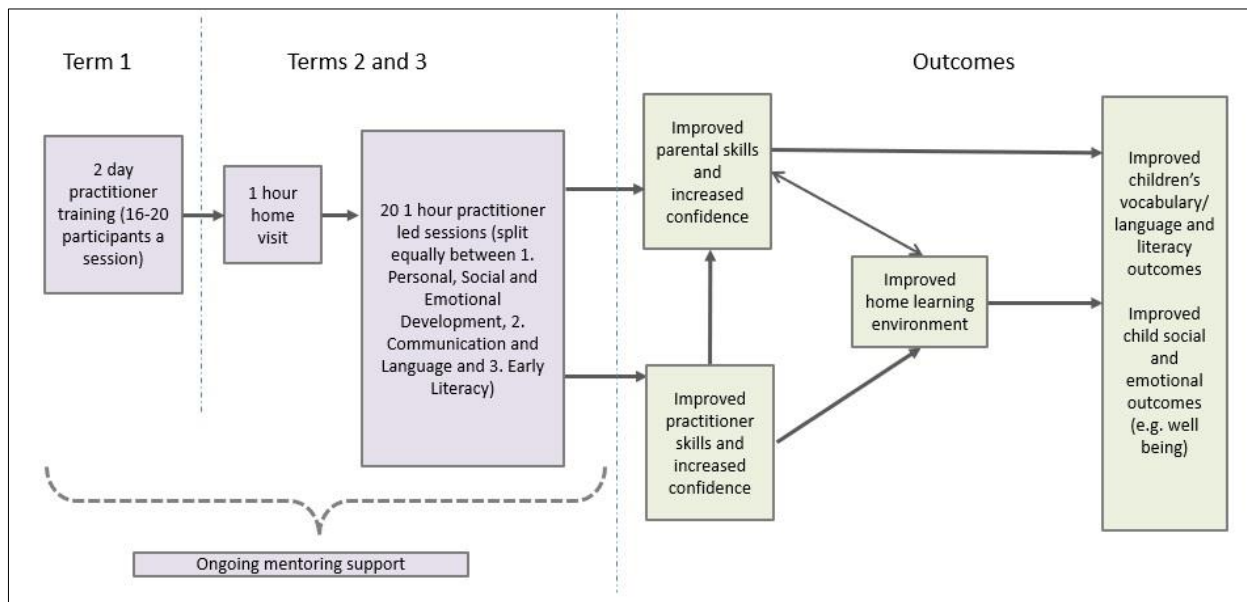 Term 1
Terms 2 and 3
Outcomes
2 day
practitioner
training (16-20
participants a
session)
1 hour
home
visit
20 1 hour practitioner
led sessions (split
equally between 1.
Personal, Social and
Emotional
Development, 2.
Communication and
Language and 3. Early
Literacy)
Improved
parental skills
and
increased
confidence
Improved
practitioner
skills and
increased
confidence
Improved
home learning
environment
Improved
children’s
vocabulary/
language and
literacy
outcomes
Improved
child social
and
emotional
outcomes
(e.g. well
being)
Ongoing mentoring support